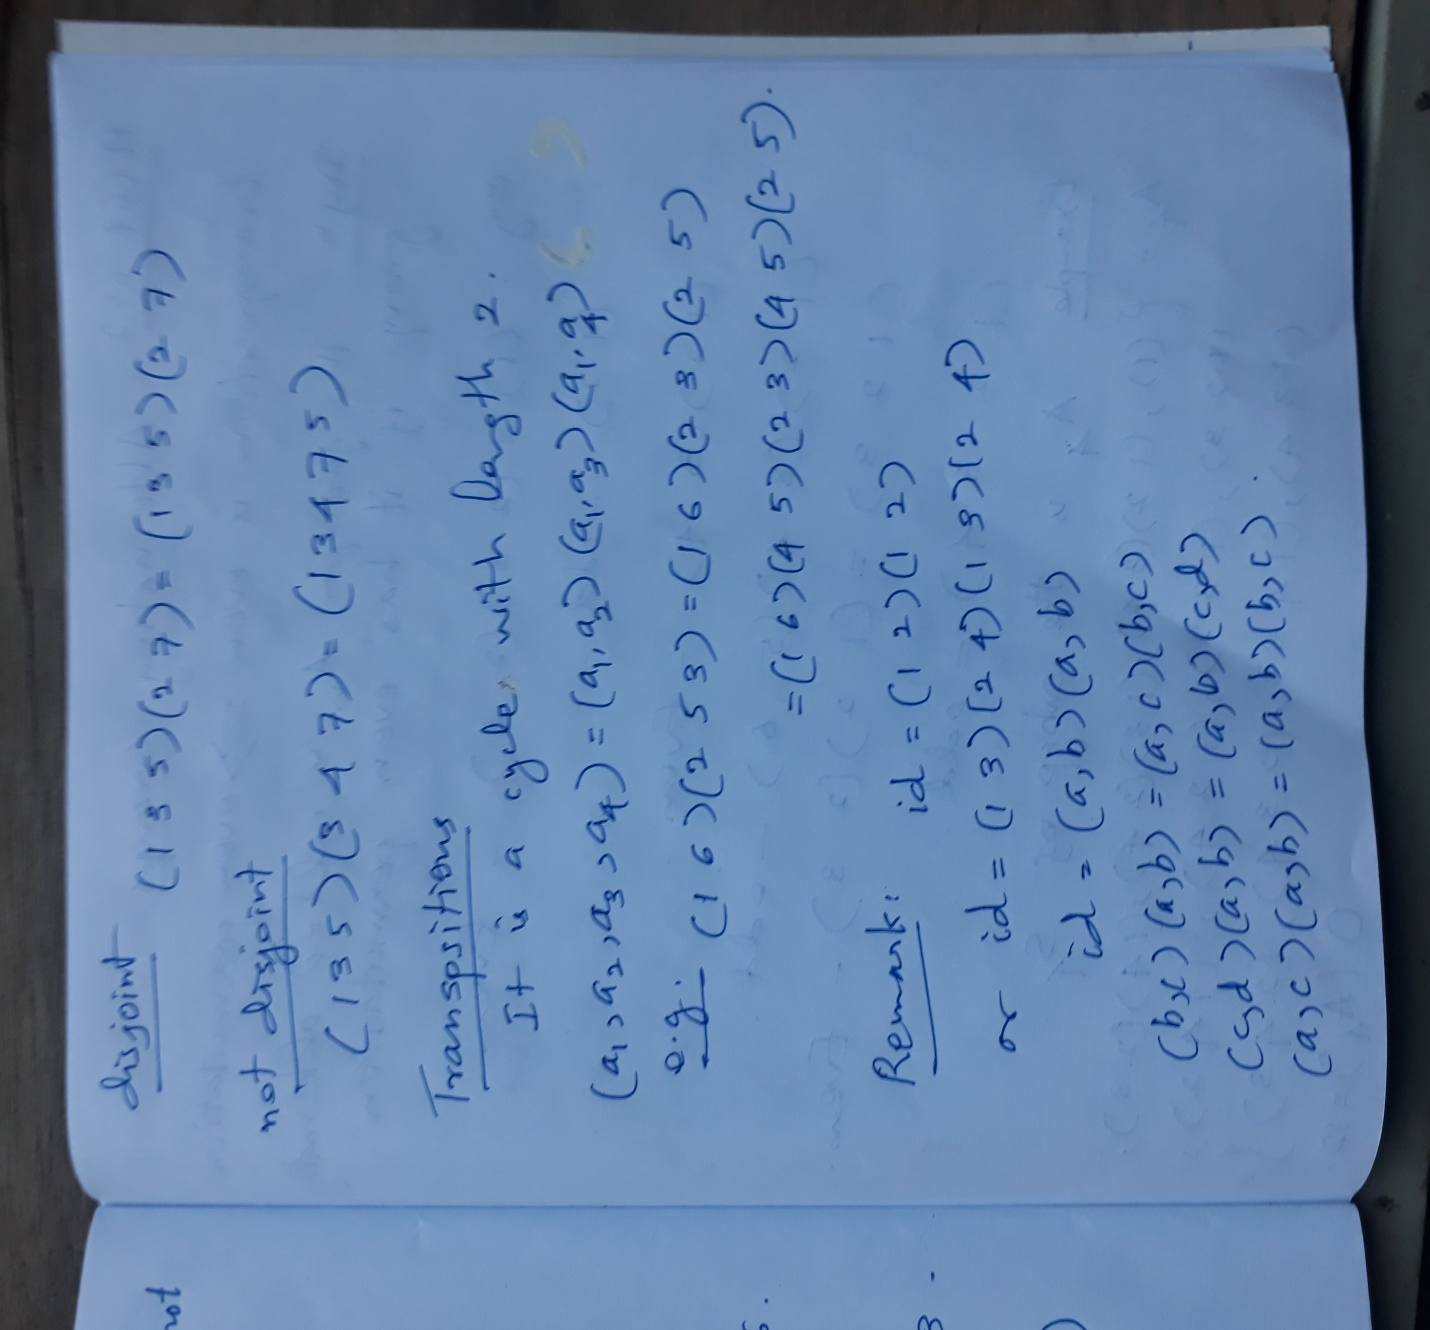 disjoint
(1 3 5)(2 7) = (1 3 5)(2 7)
not disjoint
(1 3 5)(3 4 7) = (1 3 4 7 5)
Transpsitions
It is a cycle with length 2.
(a1, a2, a3, a4) = (a1, a2)(a1, a3)(a1, a4)
e.g. (1 6)(2 5 3) = (1 6)(2 3)(2 5)
= (1 6)(4 5)(2 3)(4 5)(2 5).
Remark: id = (1 2)(1 2)
or id = (1 3)(2 4)(1 3)(2 4)
id = (a, b)(a, b)
(b, c)(a, b) = (a, c)(b, c)
(c, d)(a, b) = (a, b)(c, d)
(a, c)(a, b) = (a, b)(b, c).
not